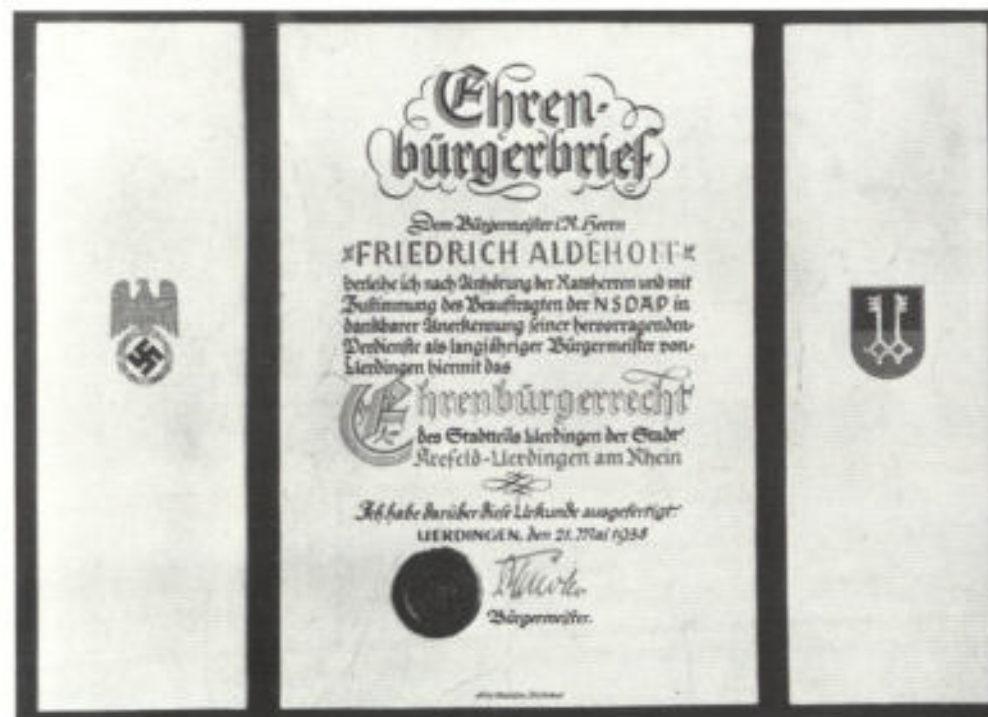 Ehren-
bürgerbrief
Dem Bürgermeister i. R. Herrn
FRIEDRICH ALDEHOFF
verleihe ich nach Anhörung der Ratsherren und mit
Zustimmung des Beauftragten der NSDAP in
dankbarer Anerkennung seiner hervorragenden
Verdienste als langjähriger Bürgermeister von
Uerdingen hiermit das
Ehrenbürgerrecht
des Stadtteils Uerdingen der Stadt
Krefeld-Uerdingen am Rhein
Ich habe darüber diese Urkunde ausgefertigt
UERDINGEN, den 21. Mai 1938
Bürgermeister.